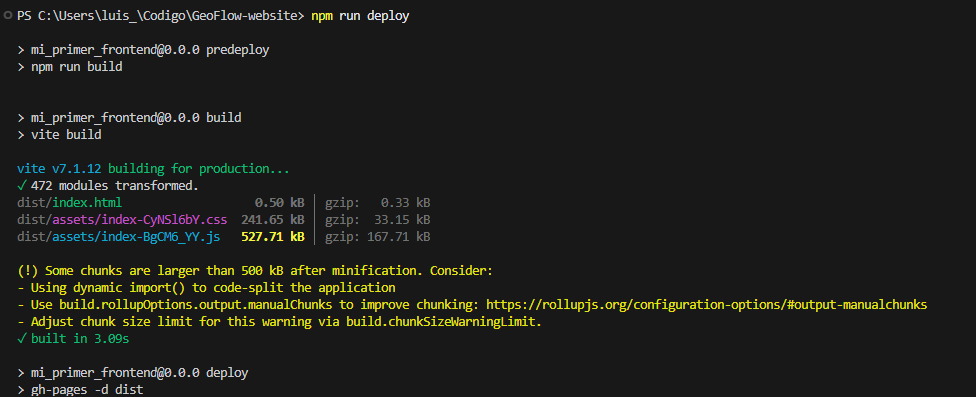 PS C:\Users\luis_\Codigo\GeoFlow-website> npm run deploy
> mi_primer_frontend@0.0.0 predeploy
> npm run build
> mi_primer_frontend@0.0.0 build
> vite build
vite v7.1.12 building for production...
✓ 472 modules transformed.
dist/index.html 0.50 kB │ gzip: 0.33 kB
dist/assets/index-CyNSl6bY.css 241.65 kB │ gzip: 33.15 kB
dist/assets/index-BgCM6_YY.js 527.71 kB │ gzip: 167.71 kB
(!) Some chunks are larger than 500 kB after minification. Consider:
- Using dynamic import() to code-split the application
- Use build.rollupOptions.output.manualChunks to improve chunking: https://rollupjs.org/configuration-options/#output-manualchunks
- Adjust chunk size limit for this warning via build.chunkSizeWarningLimit.
✓ built in 3.09s
> mi_primer_frontend@0.0.0 deploy
> gh-pages -d dist